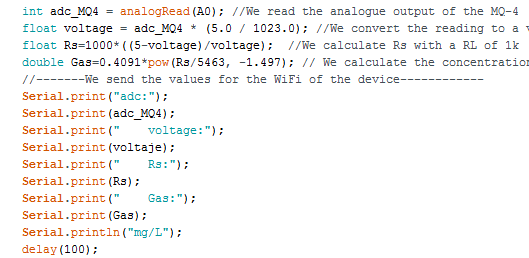 int adc_MQ4 = analogRead(A0); //We read the analogue output of the MQ-4
float voltage = adc_MQ4 * (5.0 / 1023.0); //We convert the reading to a
float Rs=1000*((5-voltage)/voltage);  //We calculate Rs with a RL of 1k
double Gas=0.4091*pow(Rs/5463, -1.497); // We calculate the concentration
//-------We send the values for the WiFi of the device------------
Serial.print("adc:");
Serial.print(adc_MQ4);
Serial.print("    voltage:");
Serial.print(voltaje);
Serial.print("    Rs:");
Serial.print(Rs);
Serial.print("    Gas:");
Serial.print(Gas);
Serial.println("mg/L");
delay(100);